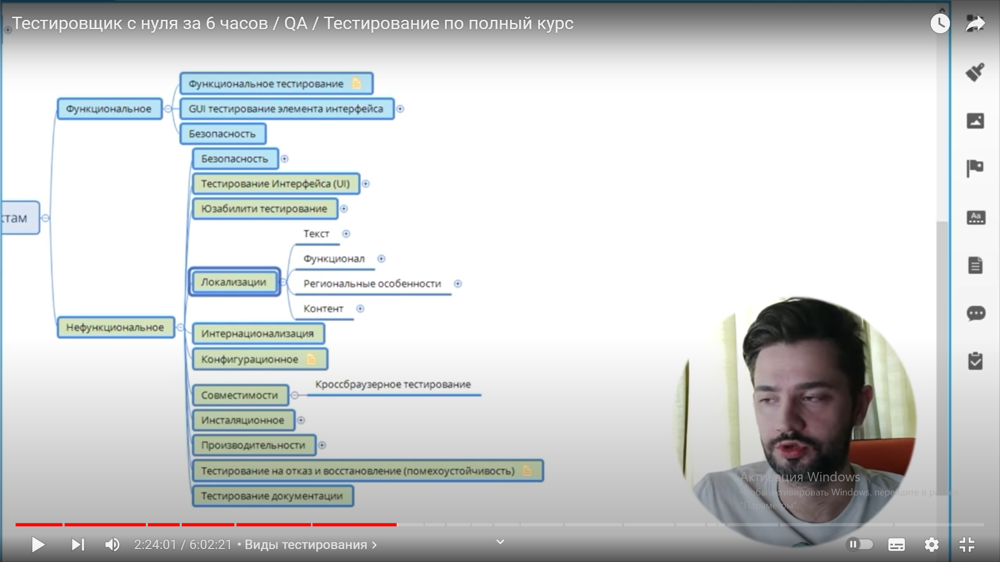 Тестировщик с нуля за 6 часов / QA / Тестирование по полный курс
Функциональное тестирование
Функциональное
GUI тестирование элемента интерфейса
Безопасность
Безопасность
Тестирование Интерфейса (UI)
ктам
Юзабилити тестирование
Текст
Функционал
Локализации
Региональные особенности
Контент
Нефункциональное
Интернационализация
Конфигурационное
Кроссбраузерное тестирование
Совместимости
Инсталяционное
Производительности
Тестирование на отказ и восстановление (помехоустойчивость)
Тестирование документации
Aa
Активация Windows
Чтобы активировать Windows, перейдите в раздел
"Параметры".
2:24:01 / 6:02:21 • Виды тестирования